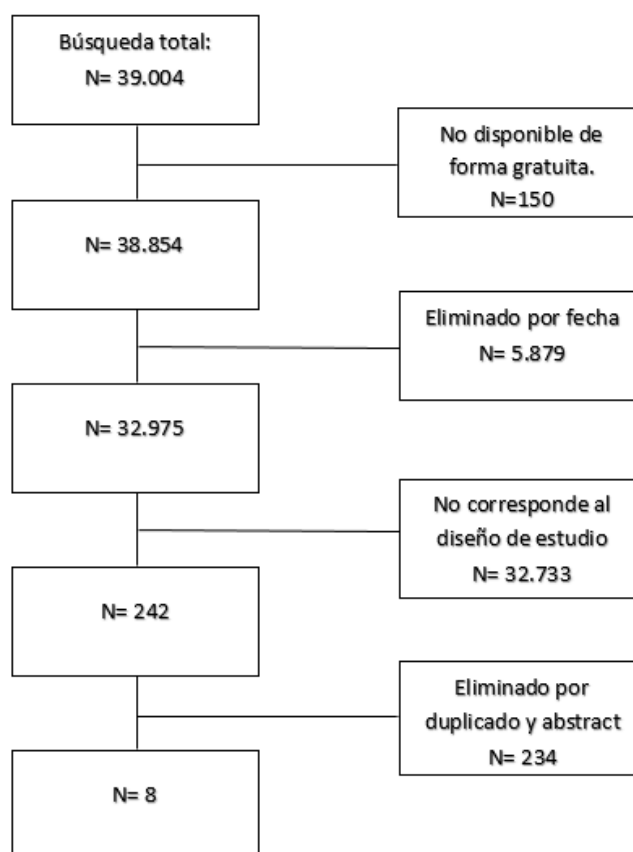 Búsqueda total:
N= 39.004
No disponible de
forma gratuita.
N=150
N= 38.854
Eliminado por fecha
N= 5.879
N= 32.975
No corresponde al
diseño de estudio
N= 32.733
N= 242
Eliminado por
duplicado y abstract
N= 234
N= 8